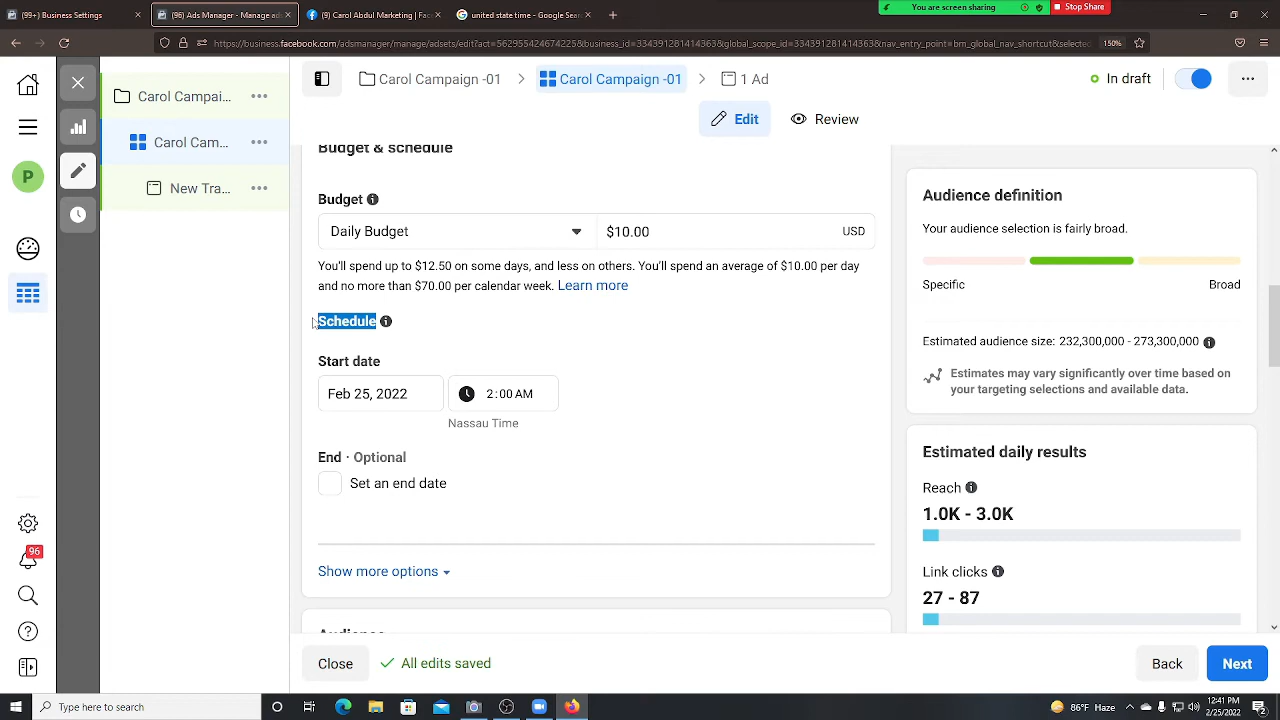 (99+) Business Setting
(96) Ads Manager - Manage ad
(9) Carol Abad Morgan | Fac
united state time - Google Sea
You are screen sharing
Stop Share
150%
Carol Campaign -01
Carol Campaign -01
1 Ad
In draft
Edit
Review
Carol Campai...
Carol Cam...
New Tra...
P
96
Budget & schedule
Budget
Daily Budget
$10.00
USD
You'll spend up to $12.50 on some days, and less on others. You'll spend an average of $10.00 per day
and no more than $70.00 per calendar week. Learn more
Schedule
Start date
Feb 25, 2022
2:00 AM
Nassau Time
End · Optional
Set an end date
Show more options
Audience
Audience definition
Your audience selection is fairly broad.
Specific
Broad
Estimated audience size: 232,300,000 - 273,300,000
Estimates may vary significantly over time based on
your targeting selections and available data.
Estimated daily results
Reach
1.0K - 3.0K
Link clicks
27 - 87
Close
All edits saved
Back
Next
Type here to search
86°F Haze
12:41 PM
2/25/2022